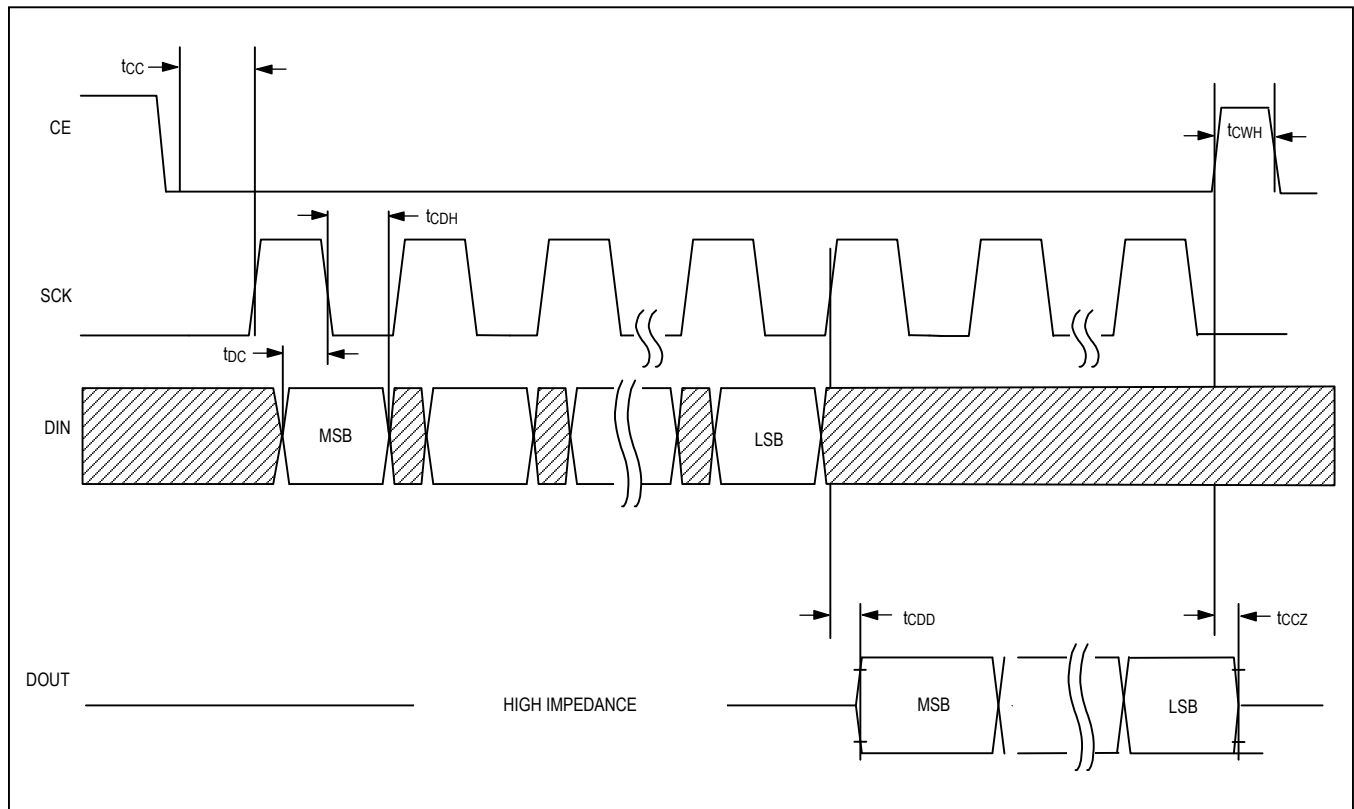 tCC
CE
tCWH
tCDH
SCK
tDC
DIN
MSB
LSB
tCDD
tCCZ
DOUT
HIGH IMPEDANCE
MSB
LSB